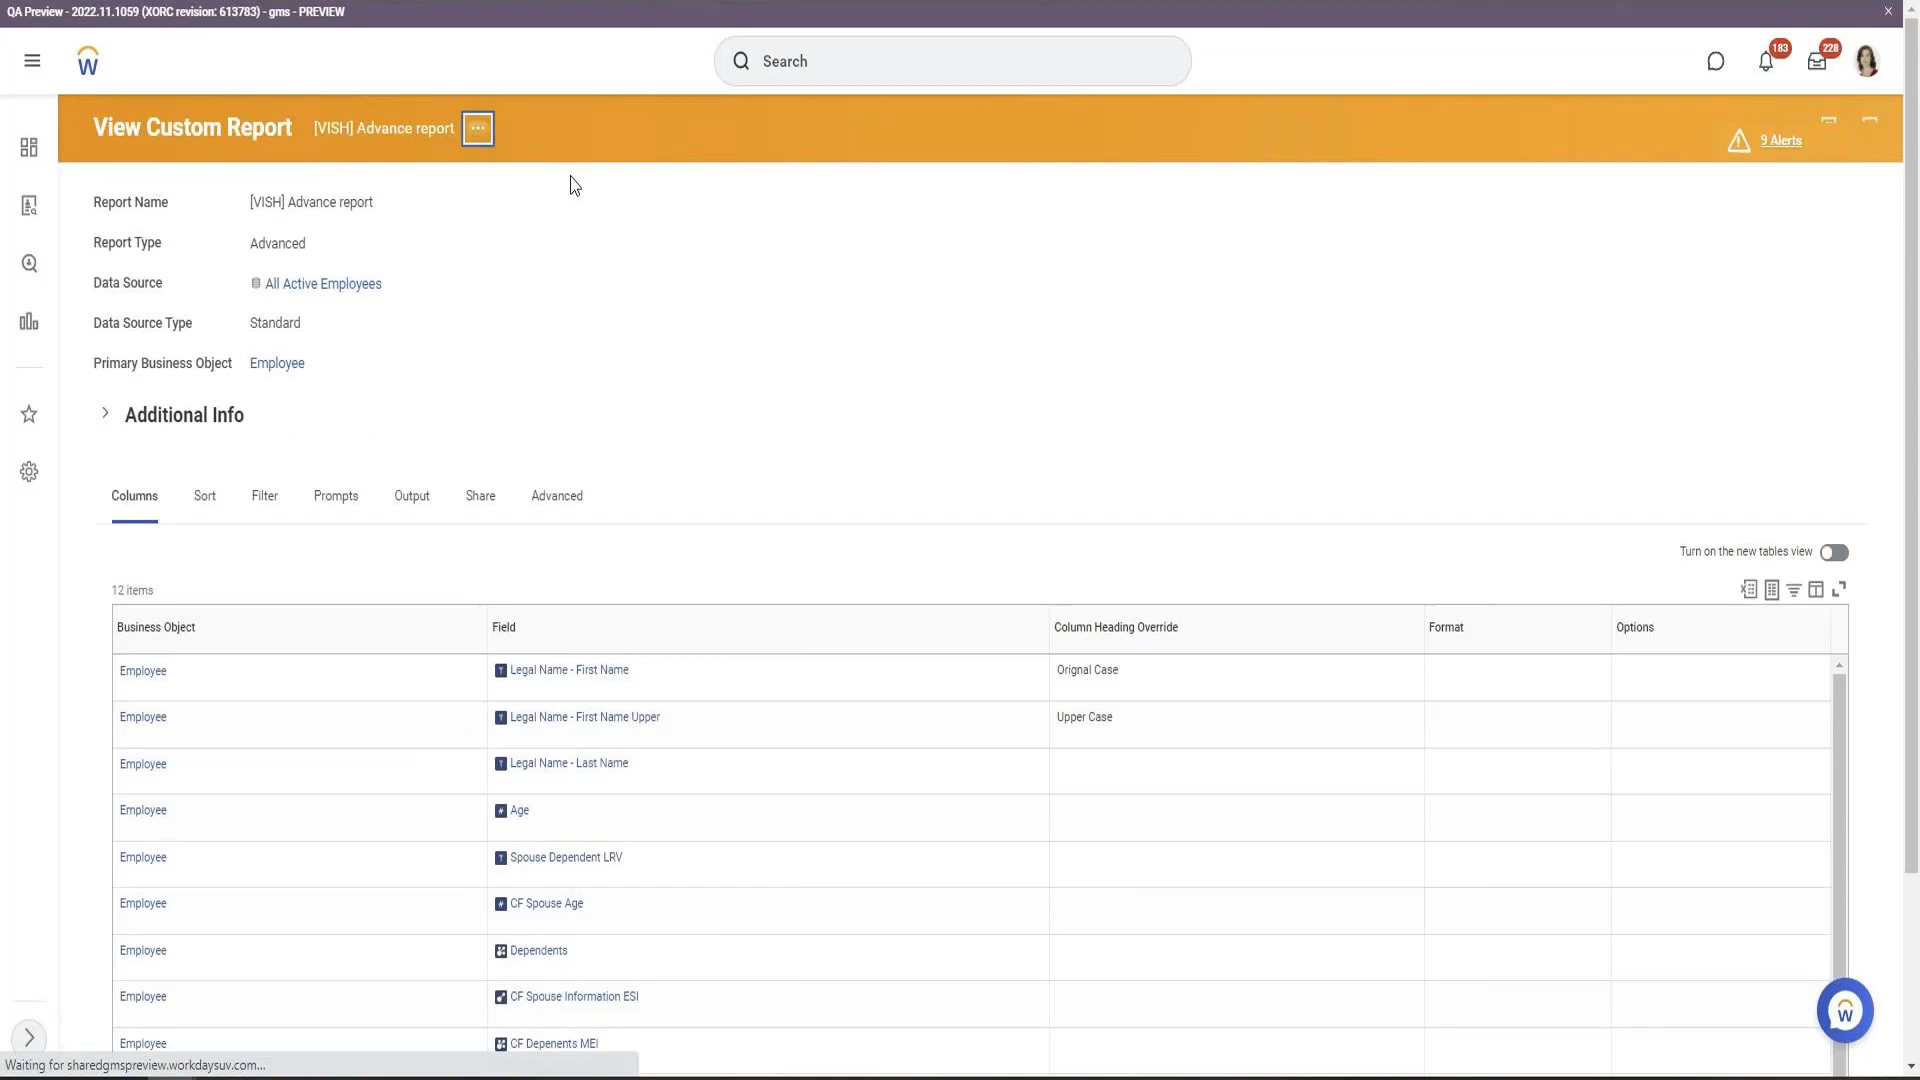 QA Preview - 2022.11.1059 (XORC revision: 613783) - gms - PREVIEW
Search
183
228
View Custom Report [VISH] Advance report
9 Alerts
Report Name [VISH] Advance report
Report Type Advanced
Data Source All Active Employees
Data Source Type Standard
Primary Business Object Employee
Additional Info
Columns Sort Filter Prompts Output Share Advanced
Turn on the new tables view
12 items
Business Object Field Column Heading Override Format Options
Employee Legal Name - First Name Orignal Case
Employee Legal Name - First Name Upper Upper Case
Employee Legal Name - Last Name
Employee Age
Employee Spouse Dependent LRV
Employee CF Spouse Age
Employee Dependents
Employee CF Spouse Information ESI
Employee CF Depenents MEI
Waiting for sharedgmspreview.workdaysuv.com...